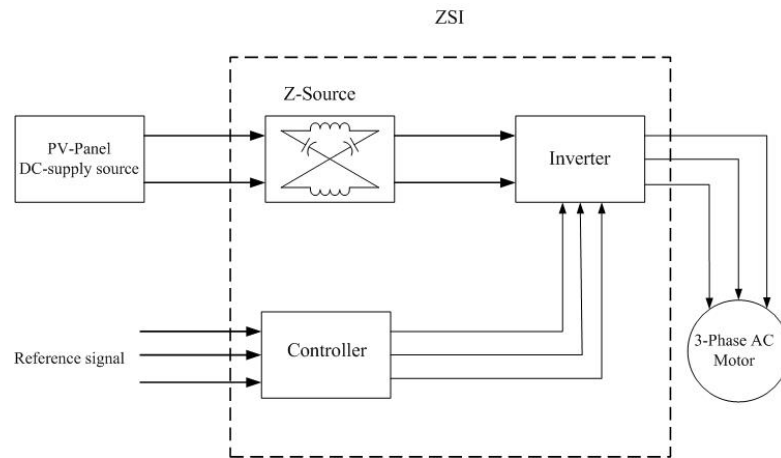 ZSI
Z-Source
PV-Panel
DC-supply source
Inverter
Reference signal
Controller
3-Phase AC
Motor